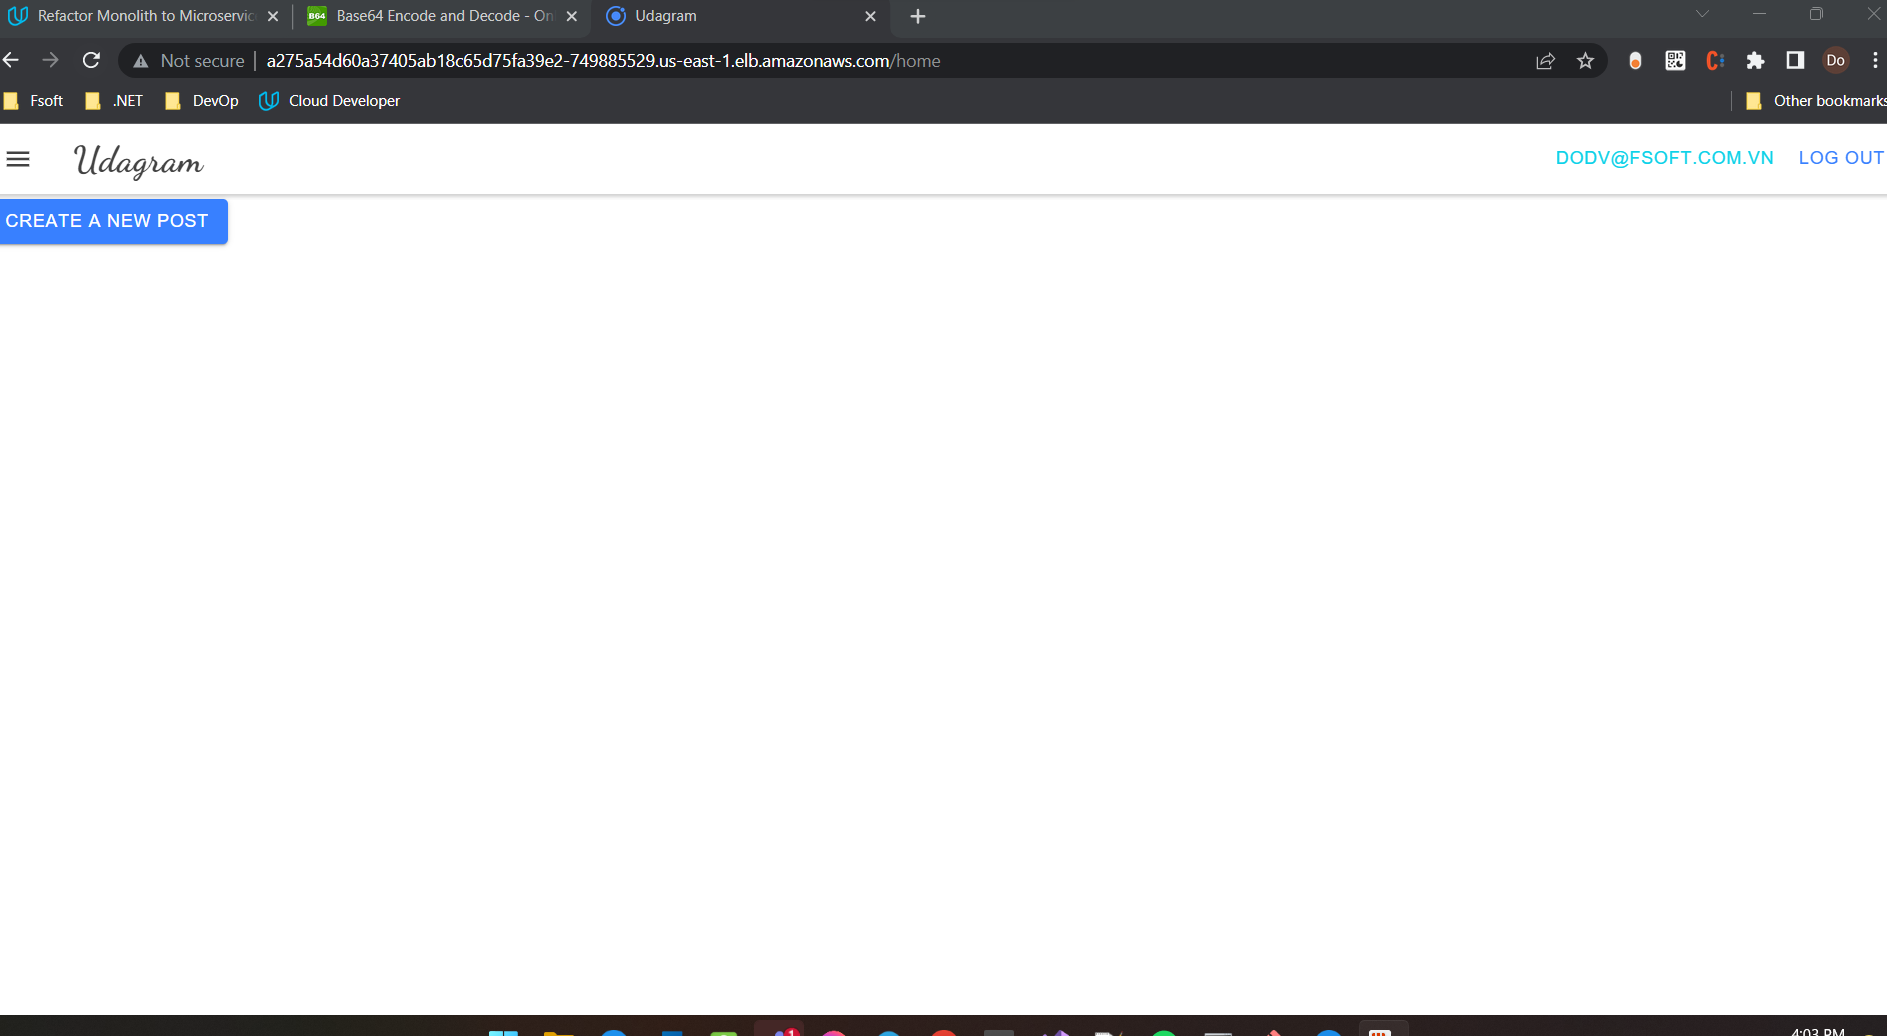 Refactor Monolith to Microservic
B64 Base64 Encode and Decode - On
Udagram
Not secure a275a54d60a37405ab18c65d75fa39e2-749885529.us-east-1.elb.amazonaws.com/home
Do
Fsoft .NET DevOp Cloud Developer Other bookmarks
Udagram DODV@FSOFT.COM.VN LOG OUT
CREATE A NEW POST
1
4:03 PM